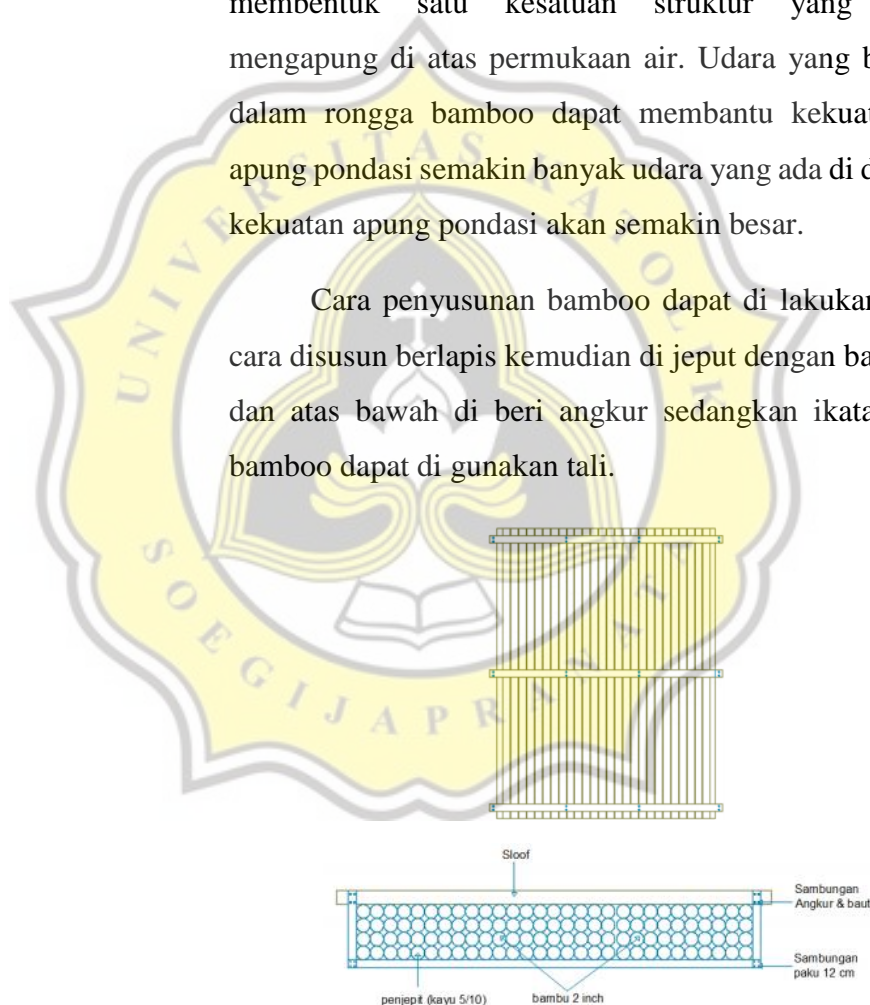 membentuk satu kesatuan struktur yang
mengapung di atas permukaan air. Udara yang
dalam rongga bamboo dapat membantu
apung pondasi semakin banyak udara yang ada di
kekuatan apung pondasi akan semakin besar.
Cara penyusunan bamboo dapat di lakukan
cara disusun berlapis kemudian di jeput dengan
dan atas bawah di beri angkur sedangkan
bamboo dapat di gunakan tali.
UNIVERSITAS KATOLIK
SOEGIJAPRANATA
Sloof
Sambungan
Angkur & baut
Sambungan
paku 12 cm
penjepit (kayu 5/10)
bambu 2 inch